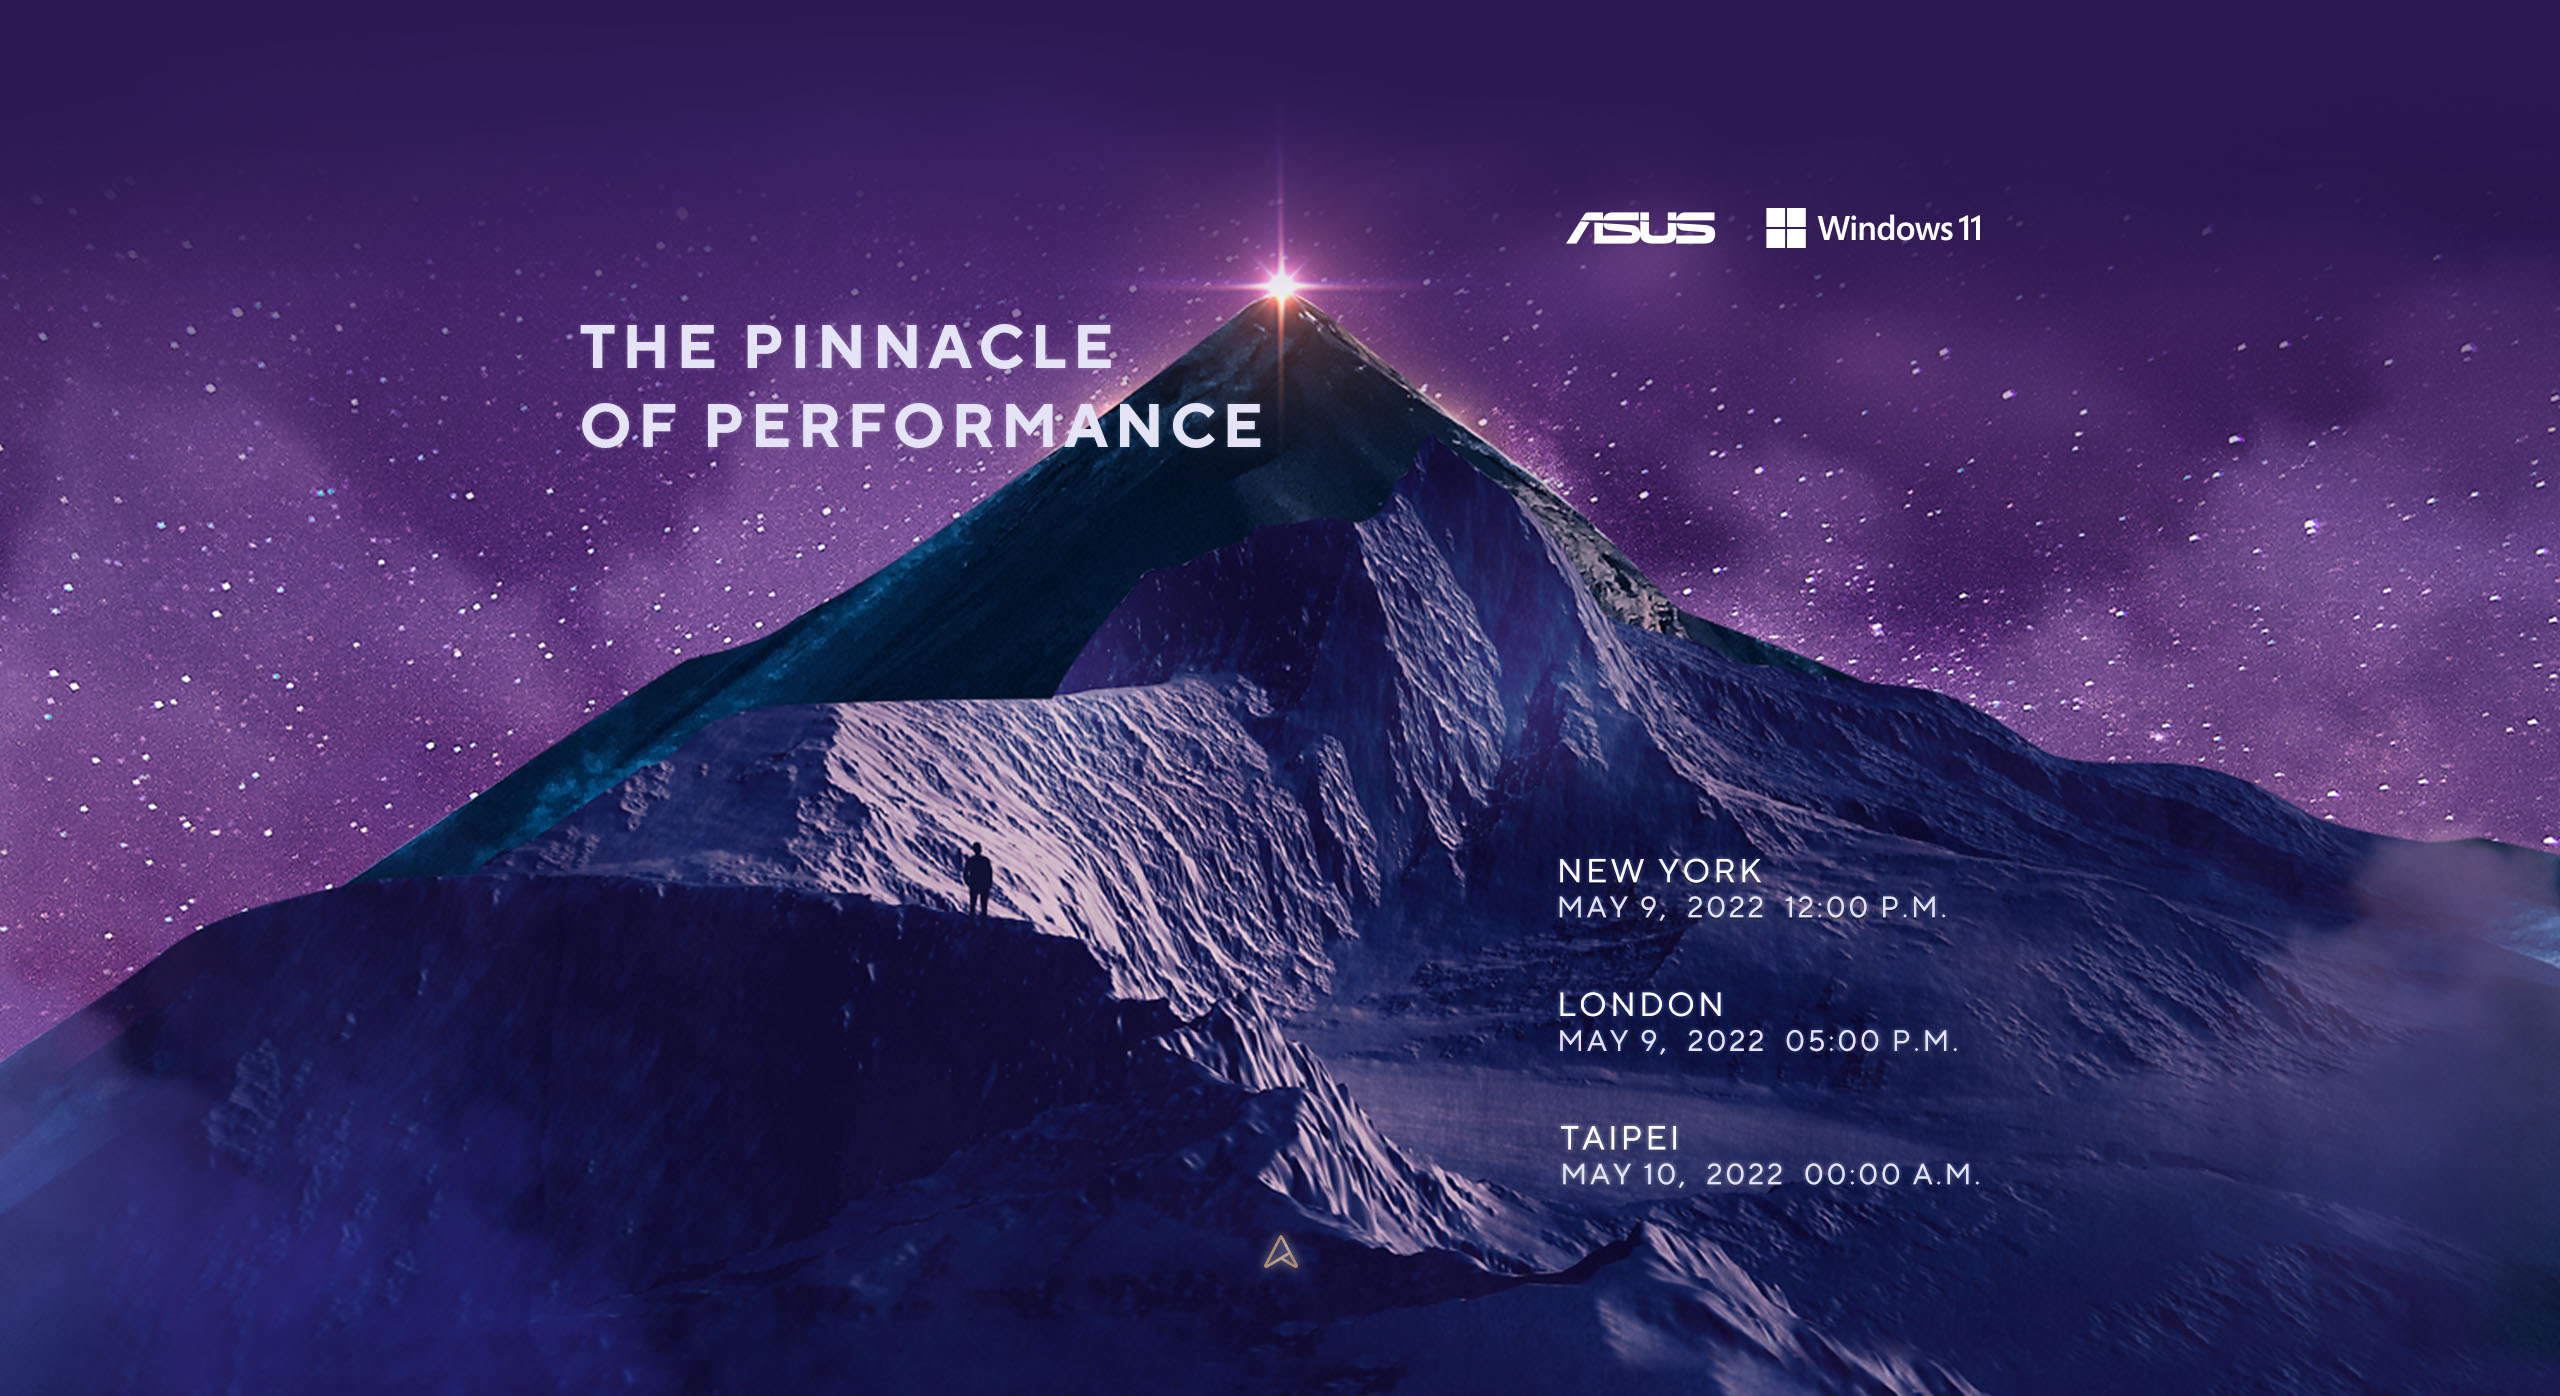 ASUS Windows 11
THE PINNACLE
OF PERFORMANCE
NEW YORK
MAY 9, 2022 12:00 P.M.
LONDON
MAY 9, 2022 05:00 P.M.
TAIPEI
MAY 10, 2022 00:00 A.M.